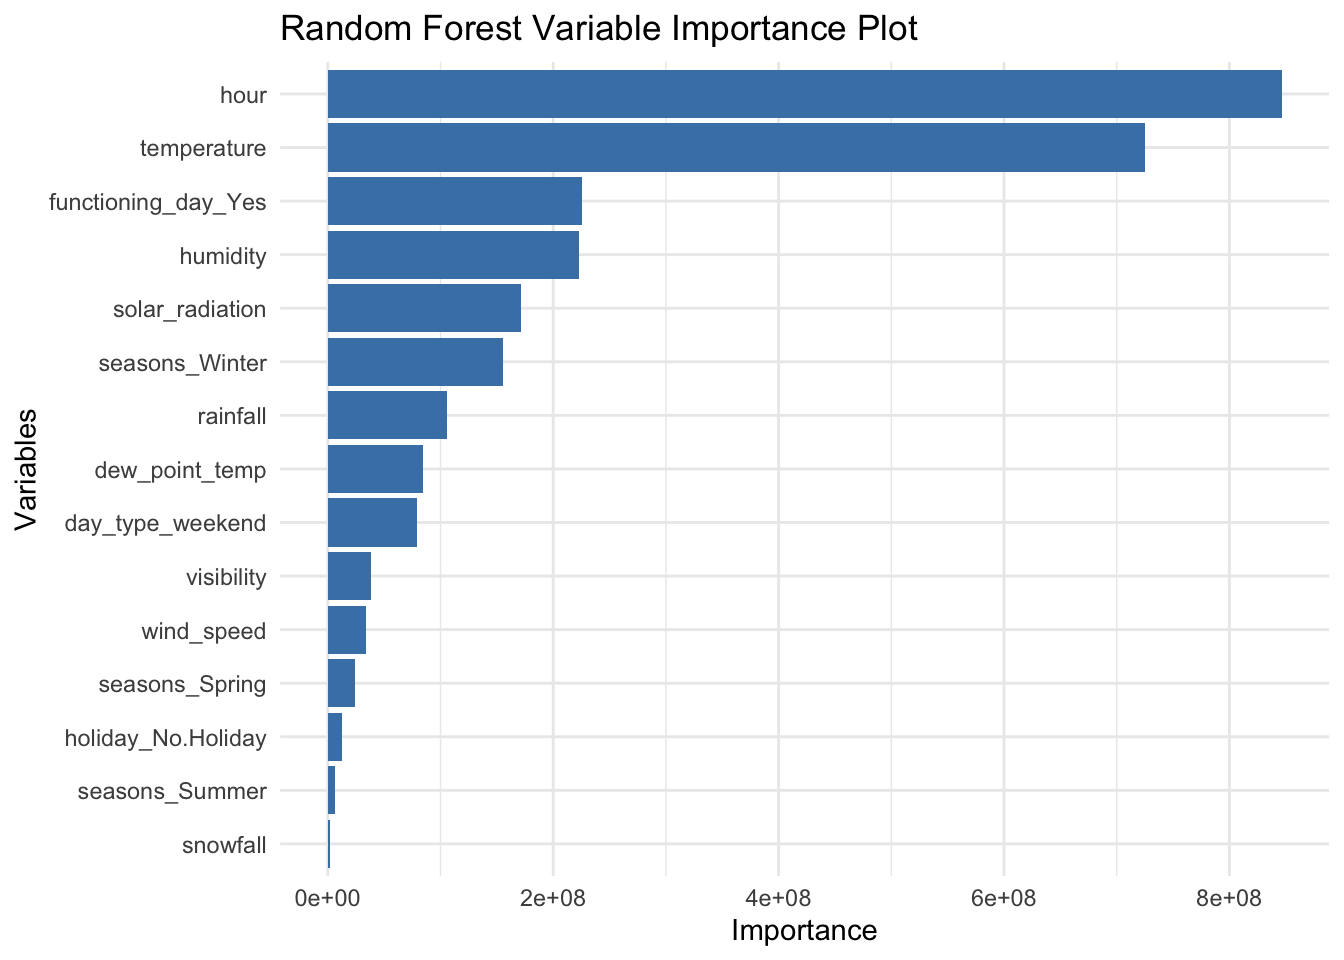 Random Forest Variable Importance Plot
hour
temperature
functioning_day_Yes
humidity
solar_radiation
seasons_Winter
rainfall
dew_point_temp
day_type_weekend
visibility
wind_speed
seasons_Spring
holiday_No.Holiday
seasons_Summer
snowfall
Variables
0e+00 2e+08 4e+08 6e+08 8e+08
Importance